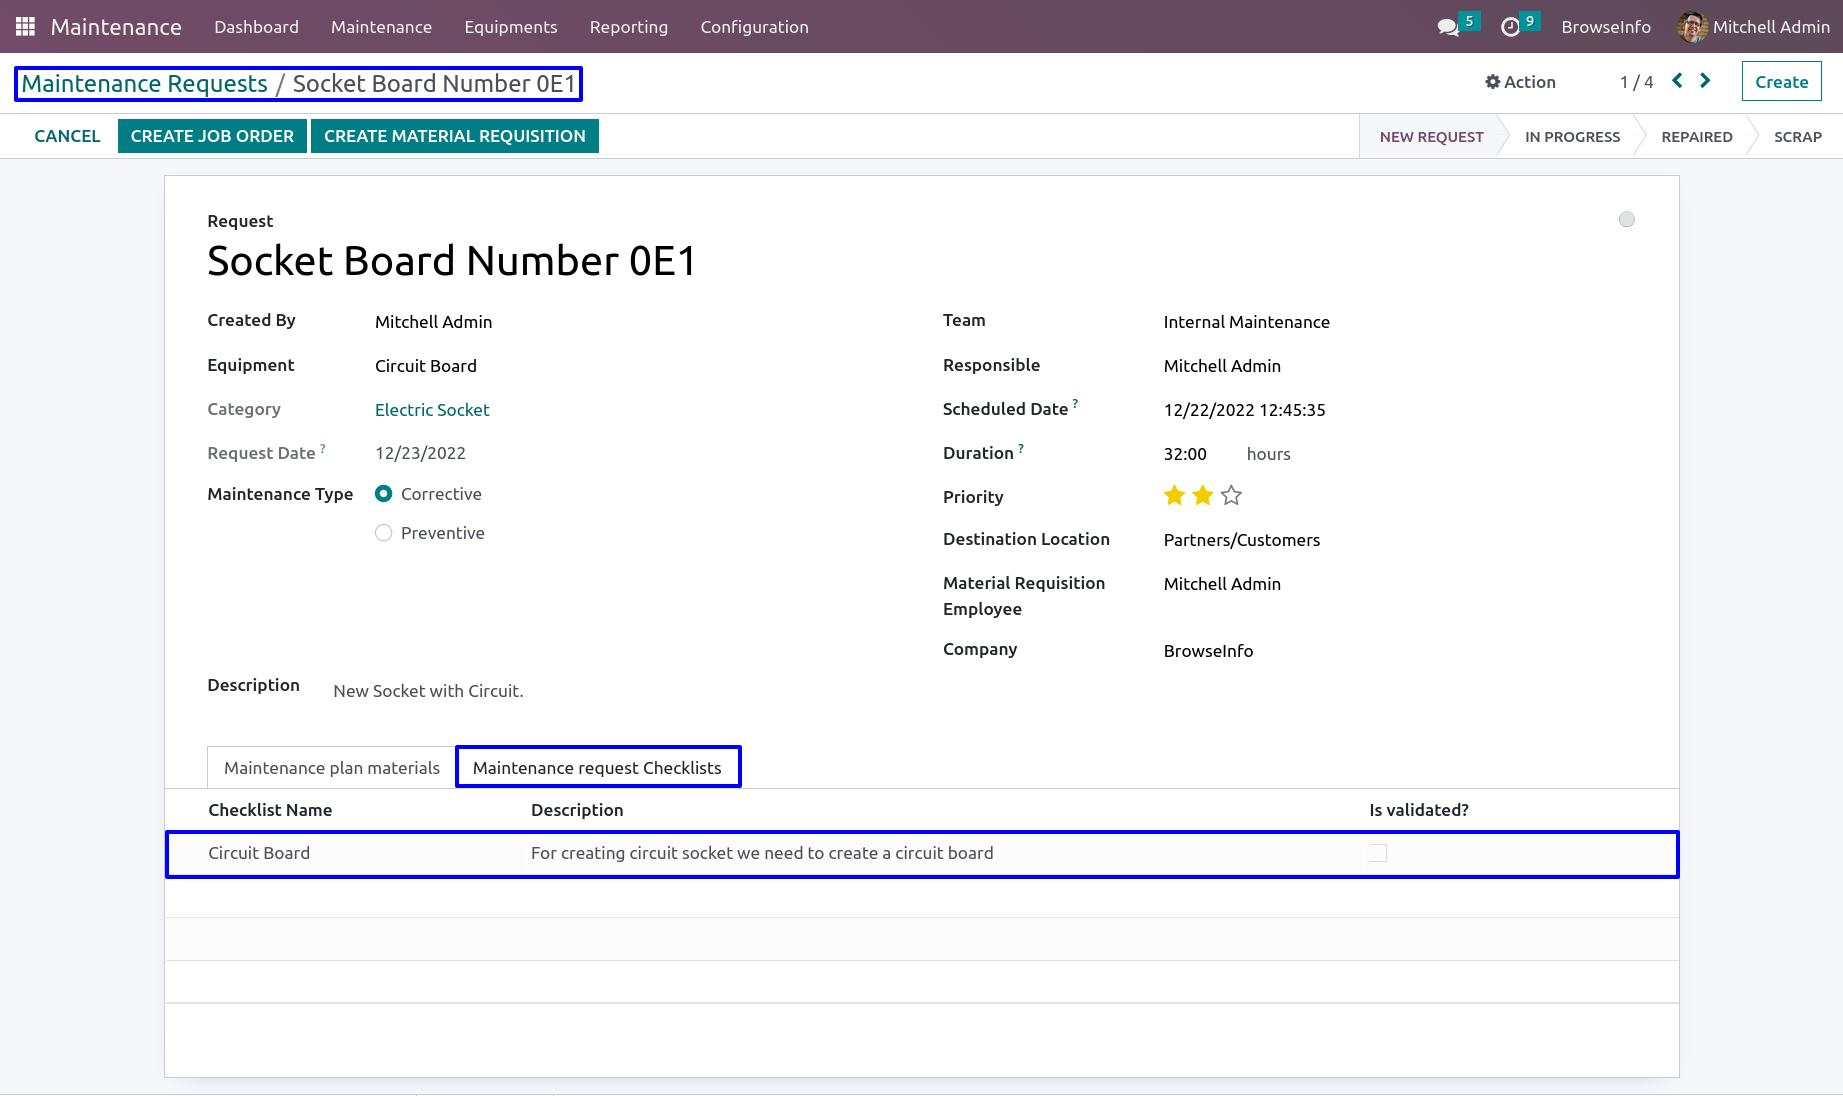 Maintenance Dashboard Maintenance Equipments Reporting Configuration 5 9 BrowseInfo Mitchell Admin
Maintenance Requests / Socket Board Number 0E1 Action 1 / 4 Create
CANCEL CREATE JOB ORDER CREATE MATERIAL REQUISITION NEW REQUEST IN PROGRESS REPAIRED SCRAP
Request
Socket Board Number 0E1
Created By Mitchell Admin
Equipment Circuit Board
Category Electric Socket
Request Date ? 12/23/2022
Maintenance Type Corrective
Preventive
Team Internal Maintenance
Responsible Mitchell Admin
Scheduled Date ? 12/22/2022 12:45:35
Duration ? 32:00 hours
Priority
Destination Location Partners/Customers
Material Requisition Mitchell Admin
Employee
Company BrowseInfo
Description New Socket with Circuit.
Maintenance plan materials Maintenance request Checklists
Checklist Name Description Is validated?
Circuit Board For creating circuit socket we need to create a circuit board